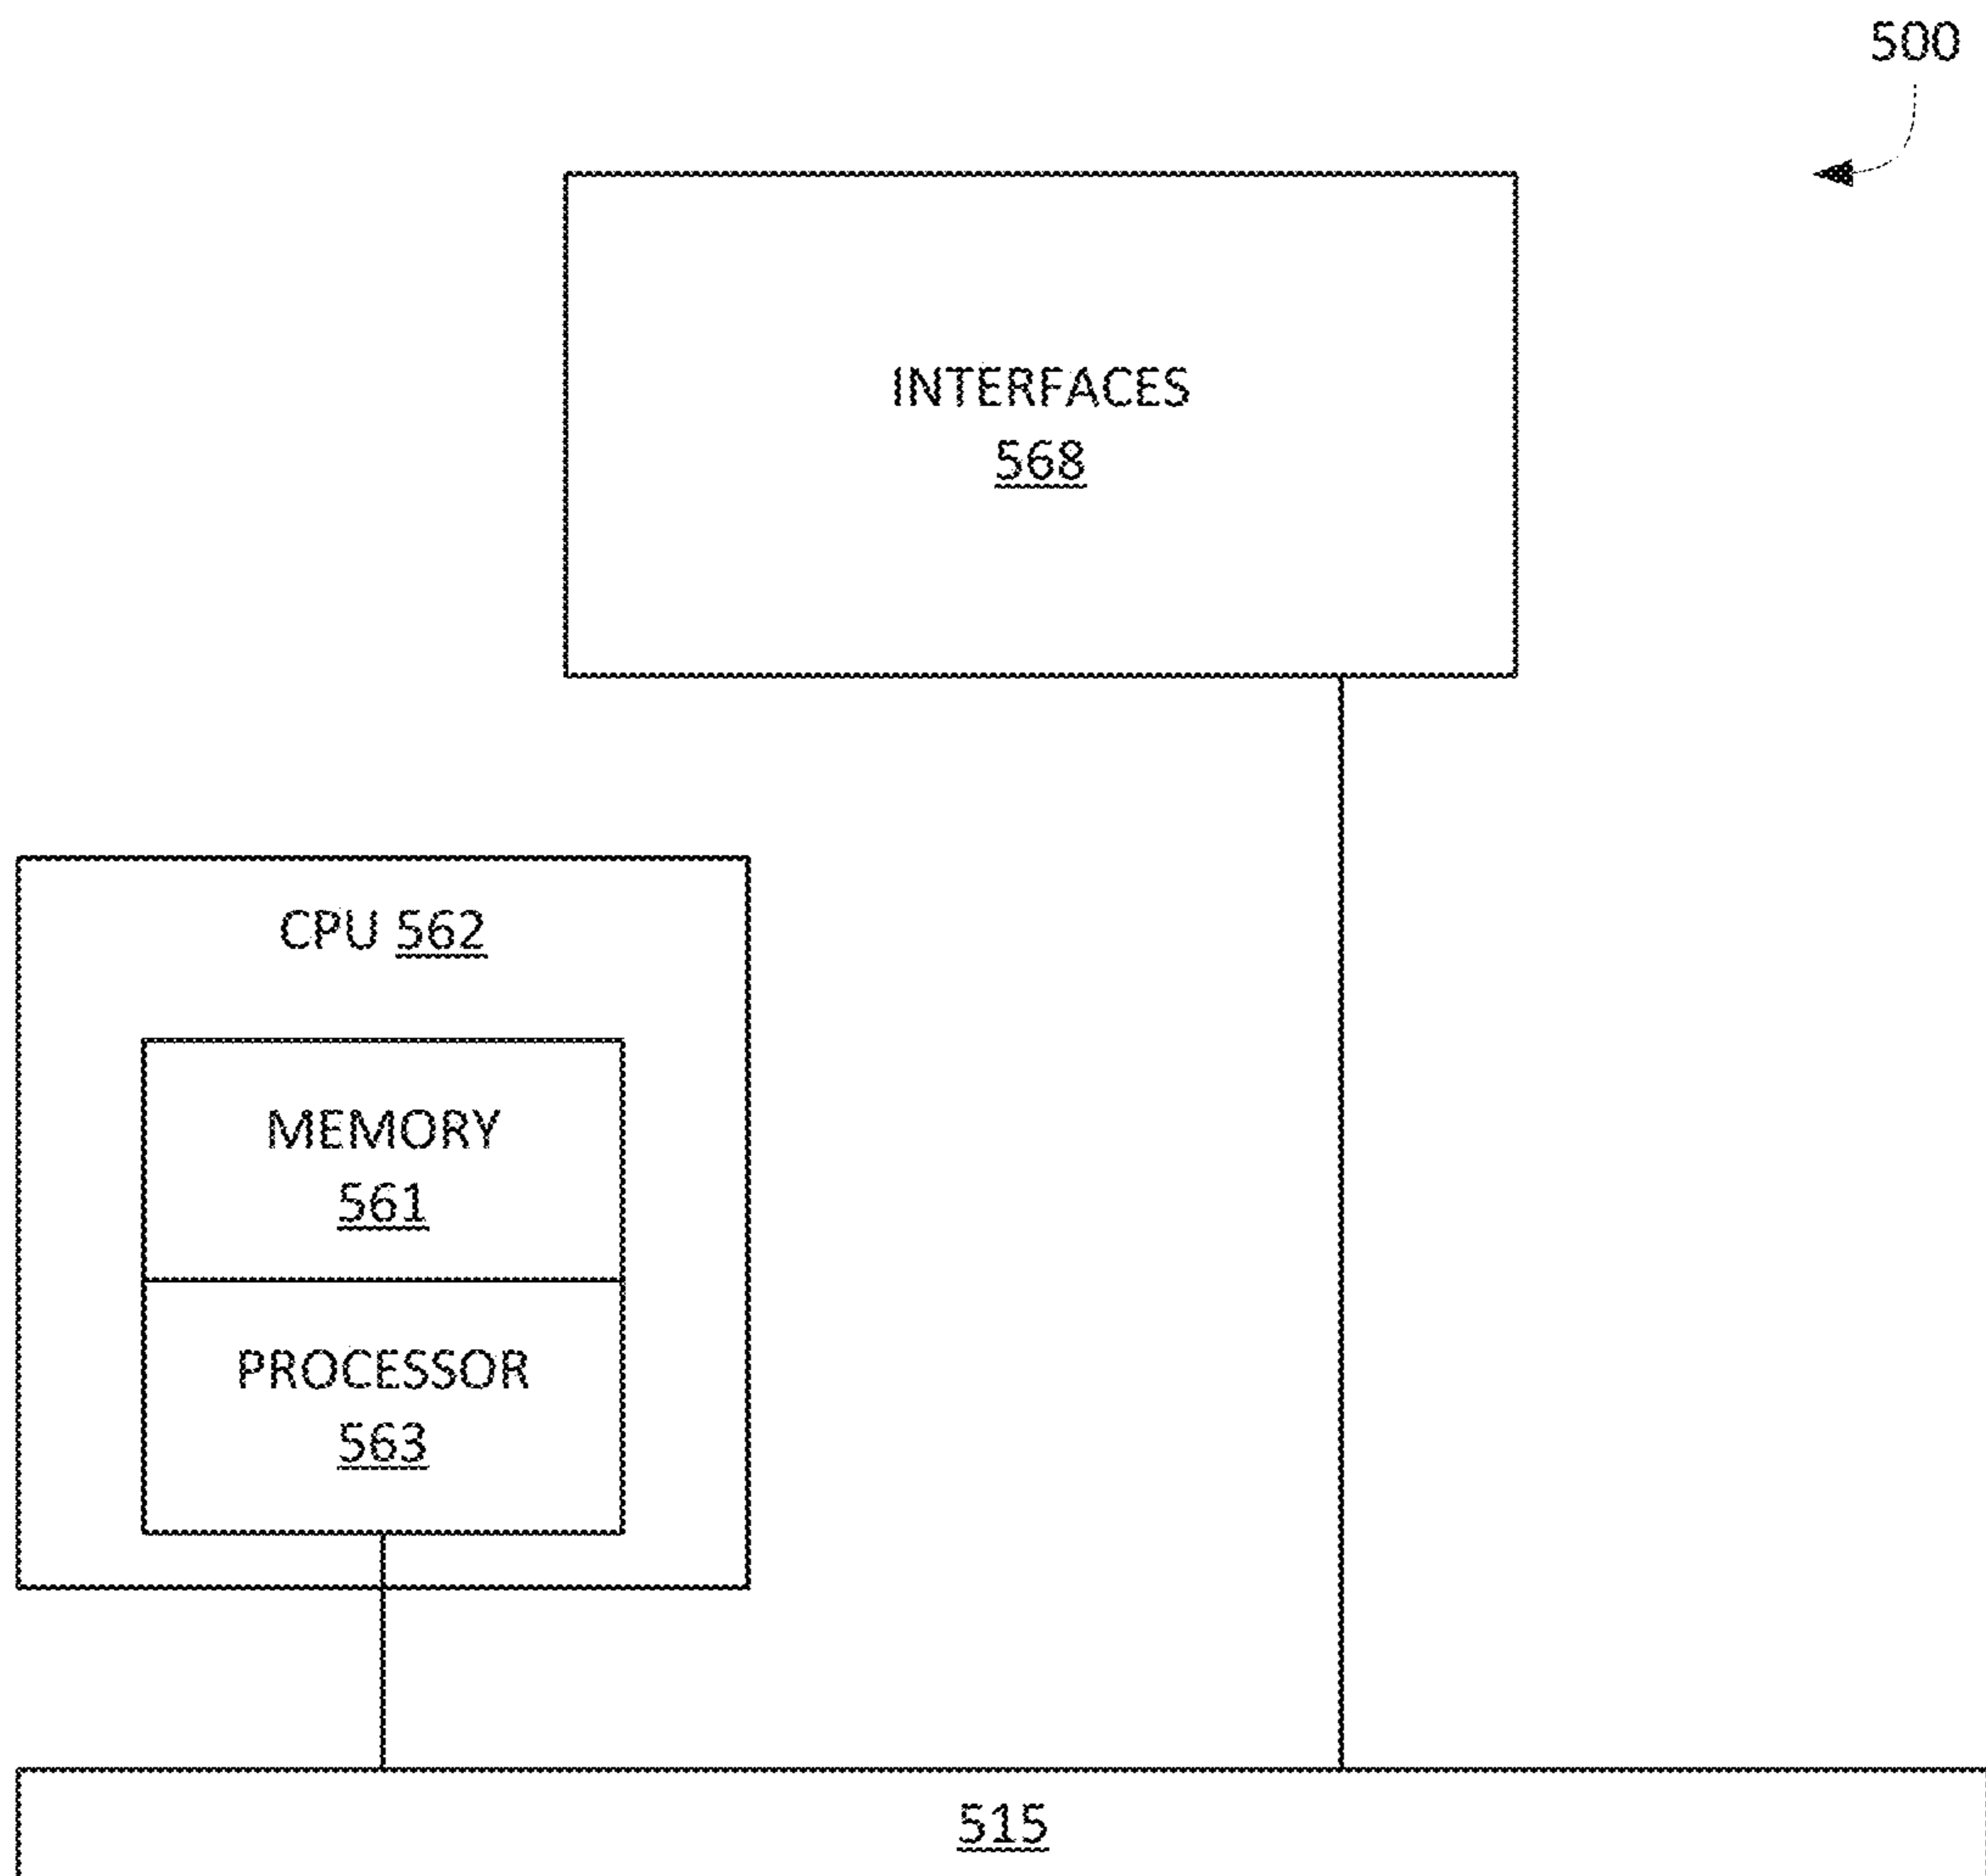 500
INTERFACES
568
CPU 562
MEMORY
561
PROCESSOR
563
515